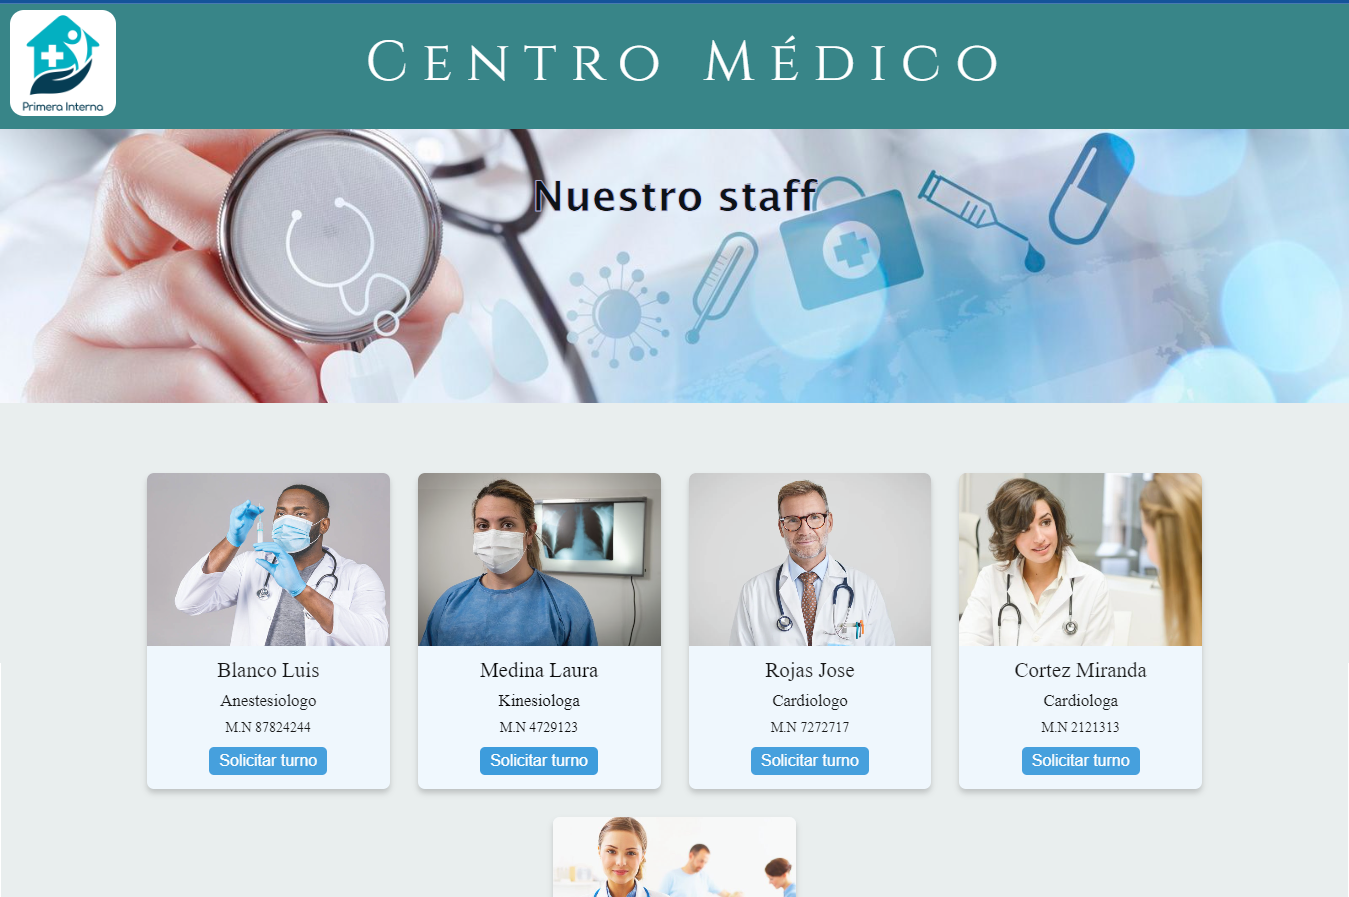 Primera Interna
Centro Médico
Nuestro staff
Blanco Luis
Anestesiologo
M.N 87824244
Solicitar turno
Medina Laura
Kinesiologa
M.N 4729123
Solicitar turno
Rojas Jose
Cardiologo
M.N 7272717
Solicitar turno
Cortez Miranda
Cardiologa
M.N 2121313
Solicitar turno